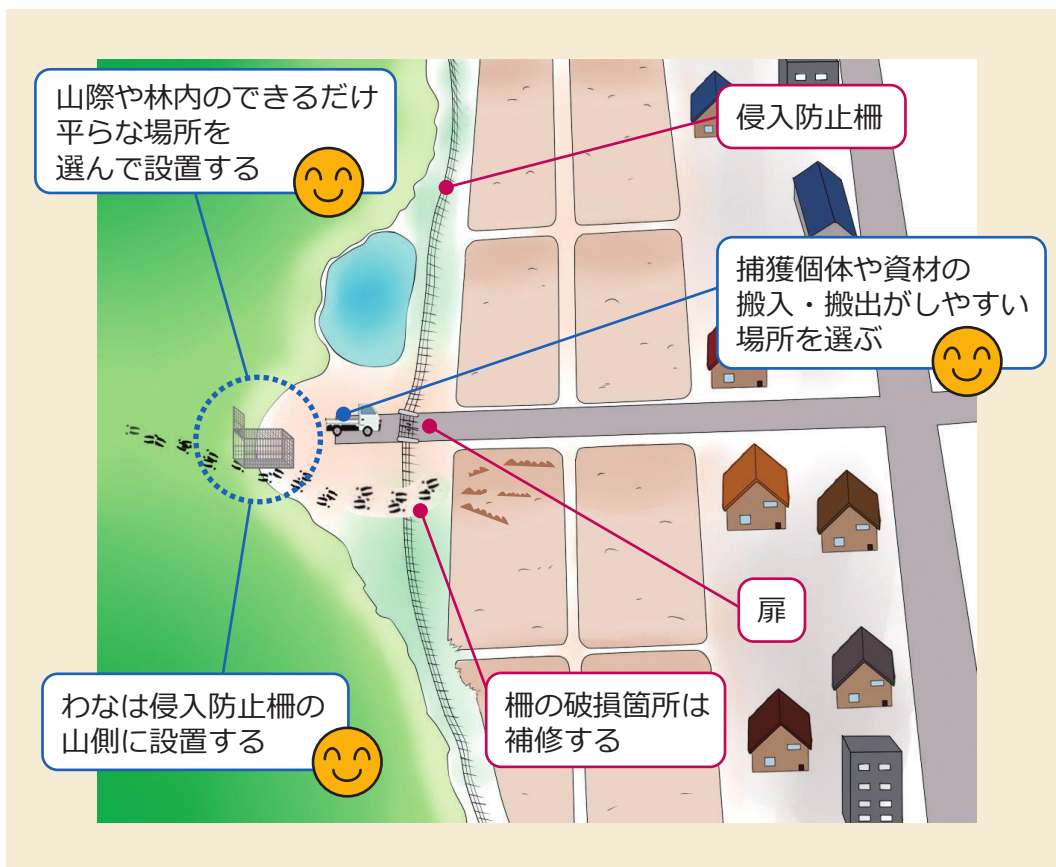 山際や林内のできるだけ
平らな場所を
選んで設置する
侵入防止柵
捕獲個体や資材の
搬入・搬出がしやすい
場所を選ぶ
扉
わなは侵入防止柵の
山側に設置する
柵の破損箇所は
補修する